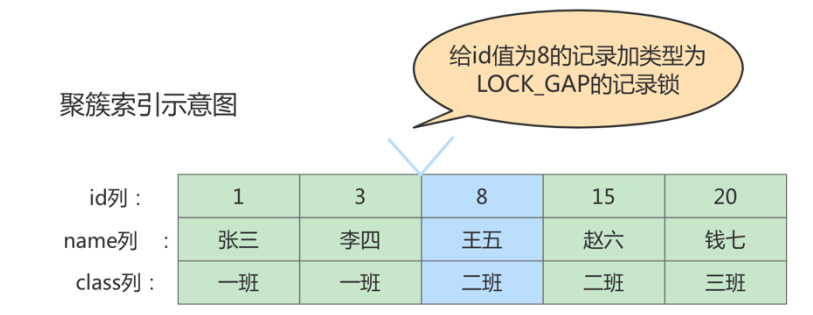 给id值为8的记录加类型为
LOCK_GAP的记录锁
聚簇索引示意图
id列： 1 3 8 15 20
name列 ： 张三 李四 王五 赵六 钱七
class列： 一班 一班 二班 二班 三班